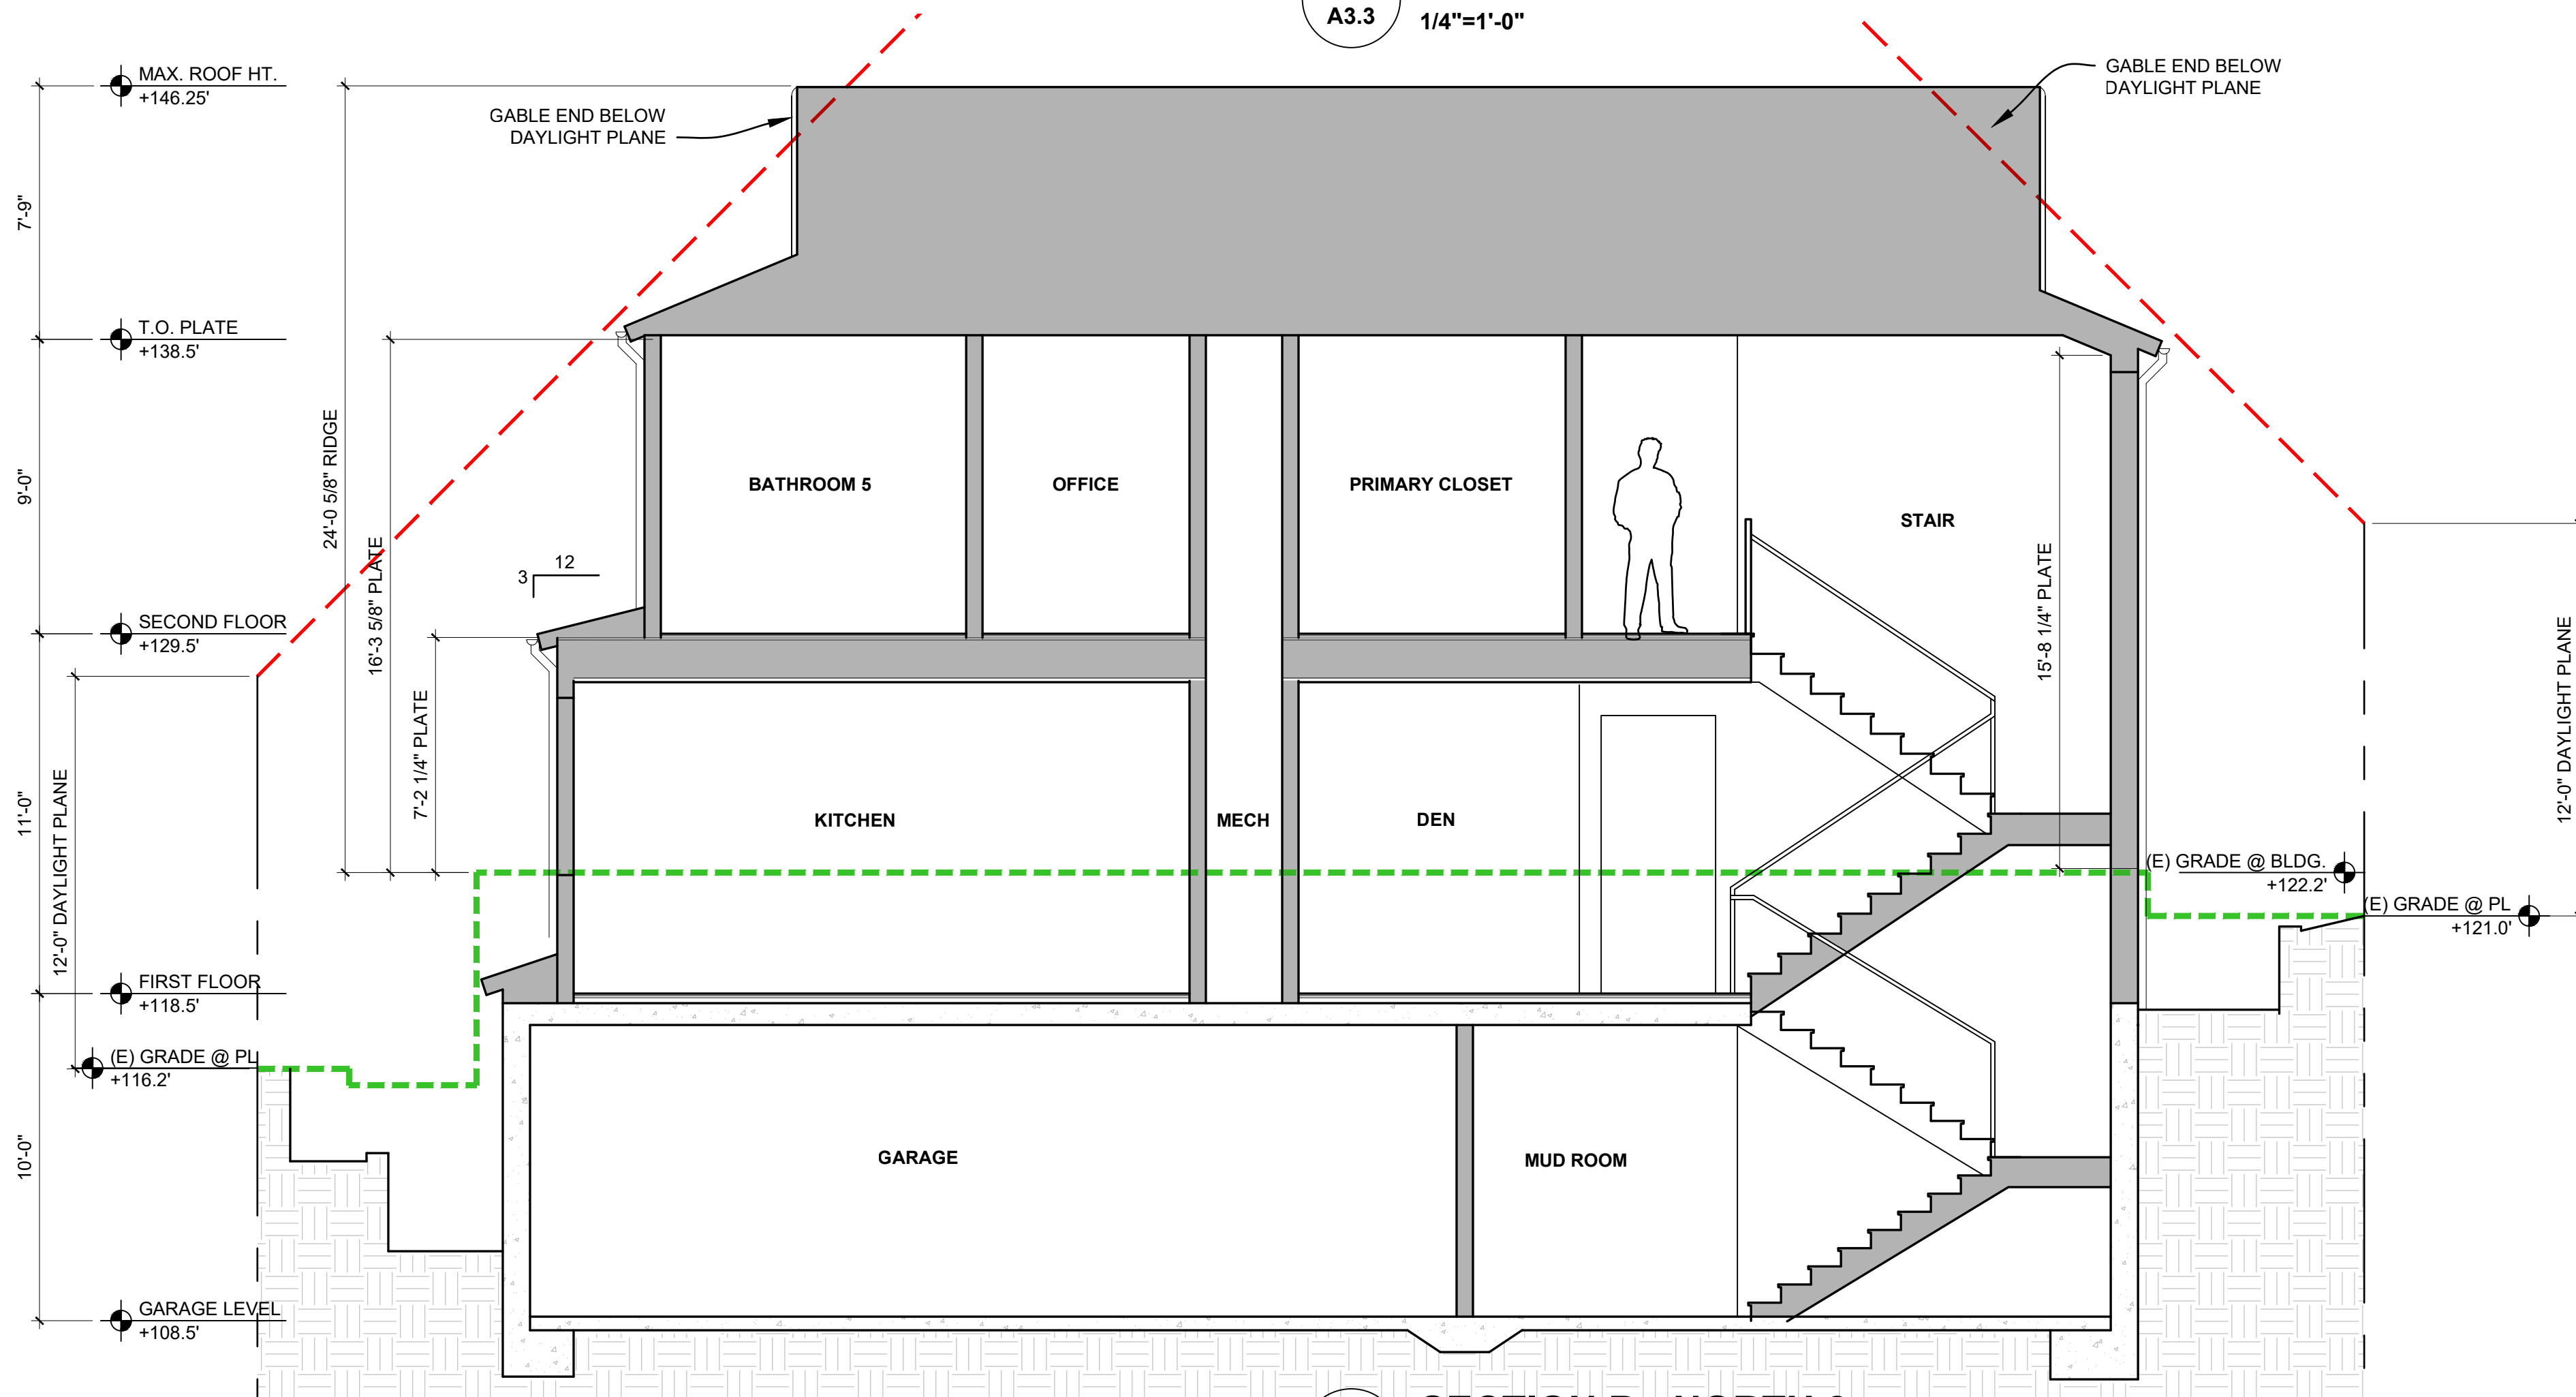 A3.3
1/4"=1'-0"
MAX. ROOF HT.
+146.25'
GABLE END BELOW
DAYLIGHT PLANE
GABLE END BELOW
DAYLIGHT PLANE
7'-9"
T.O. PLATE
+138.5'
9'-0"
24'-0 5/8" RIDGE
16'-3 5/8" PLATE
BATHROOM 5
OFFICE
PRIMARY CLOSET
STAIR
12
3
15'-8 1/4" PLATE
12'-0" DAYLIGHT PLANE
SECOND FLOOR
+129.5'
7'-2 1/4" PLATE
11'-0"
12'-0" DAYLIGHT PLANE
KITCHEN
MECH
DEN
(E) GRADE @ BLDG.
+122.2'
(E) GRADE @ PL
+121.0'
FIRST FLOOR
+118.5'
(E) GRADE @ PL
+116.2'
10'-0"
GARAGE
MUD ROOM
GARAGE LEVEL
+108.5'